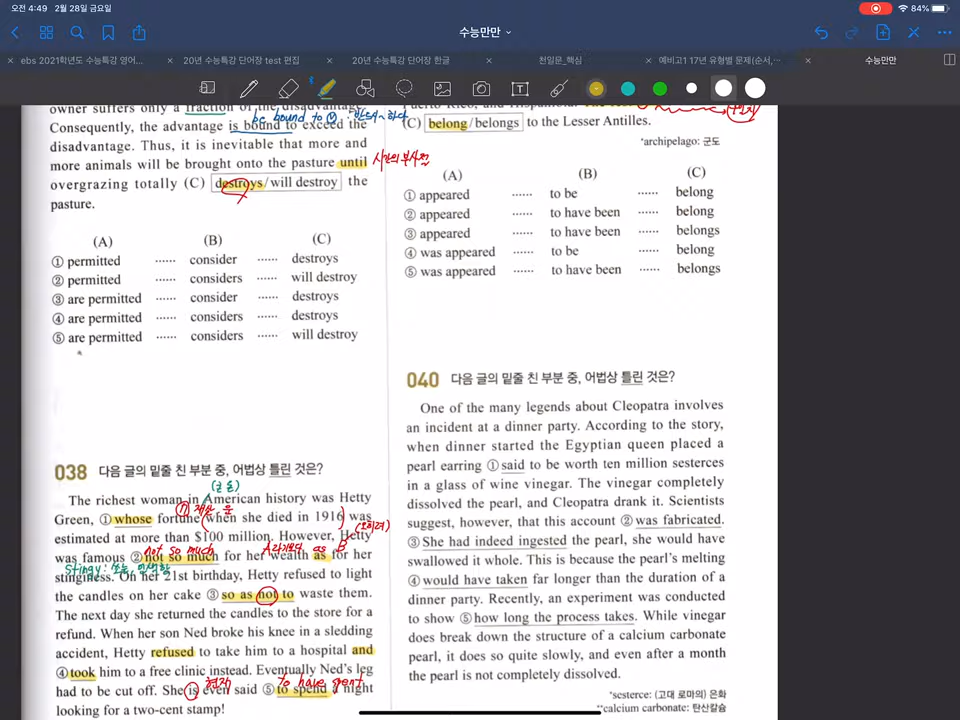 오전 4:49 2월 28일 금요일
84%
수능만만
ebs 2021학년도 수능특강 영어...
20년 수능특강 단어장 test 편집
20년 수능특강 단어장 한글
천일문_핵심
예비고1 17년 유형별 문제(순서,...
수능만만
owner suffers only a fraction of the disadvantage.
be bound to ⓥ : 반드시~하다
Consequently, the advantage is bound to exceed the
disadvantage. Thus, it is inevitable that more and
more animals will be brought onto the pasture until
시간의 부사절
overgrazing totally (C) destroys / will destroy the
pasture.
(A) (B) (C)
① permitted ...... consider ...... destroys
② permitted ...... considers ...... will destroy
③ are permitted ...... consider ...... destroys
④ are permitted ...... considers ...... destroys
⑤ are permitted ...... considers ...... will destroy
038 다음 글의 밑줄 친 부분 중, 어법상 틀린 것은?
The richest woman in American history was Hetty
Green, ① whose fortune (when she died in 1916) was
estimated at more than $100 million. However, Hetty
not so much A라기보다 as B
was famous ② not so much for her wealth as for her
stinginess. On her 21st birthday, Hetty refused to light
the candles on her cake ③ so as not to waste them.
The next day she returned the candles to the store for a
refund. When her son Ned broke his knee in a sledding
accident, Hetty refused to take him to a hospital and
④ took him to a free clinic instead. Eventually Ned's leg
현재 to have spent
had to be cut off. She is even said ⑤ to spend a night
looking for a two-cent stamp!
(C) belong / belongs to the Lesser Antilles.
*archipelago: 군도
(A) (B) (C)
① appeared ...... to be ...... belong
② appeared ...... to have been ...... belong
③ appeared ...... to have been ...... belongs
④ was appeared ...... to be ...... belong
⑤ was appeared ...... to have been ...... belongs
040 다음 글의 밑줄 친 부분 중, 어법상 틀린 것은?
One of the many legends about Cleopatra involves
an incident at a dinner party. According to the story,
when dinner started the Egyptian queen placed a
pearl earring ① said to be worth ten million sesterces
in a glass of wine vinegar. The vinegar completely
dissolved the pearl, and Cleopatra drank it. Scientists
suggest, however, that this account ② was fabricated.
③ She had indeed ingested the pearl, she would have
swallowed it whole. This is because the pearl's melting
④ would have taken far longer than the duration of a
dinner party. Recently, an experiment was conducted
to show ⑤ how long the process takes. While vinegar
does break down the structure of a calcium carbonate
pearl, it does so quite slowly, and even after a month
the pearl is not completely dissolved.
*sesterce: (고대 로마의) 은화
**calcium carbonate: 탄산칼슘